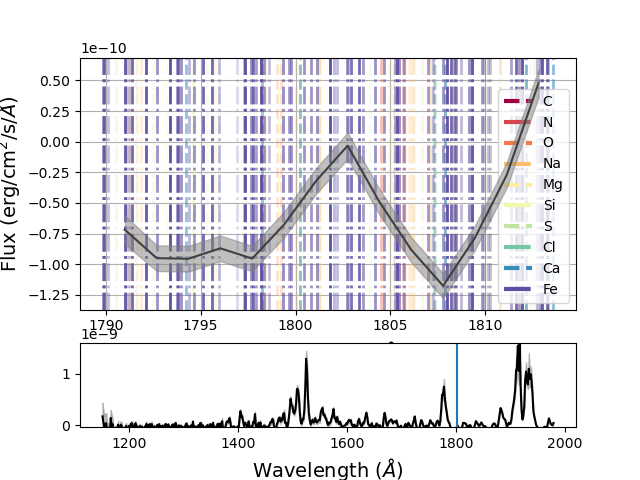 1e−10
0.50
0.25
0.00
−0.25
−0.50
−0.75
−1.00
−1.25
Flux (erg/cm²/s/Å)
C
N
O
Na
Mg
Si
S
Cl
Ca
Fe
1790 1795 1800 1805 1810
1e−9
1
0
1200 1400 1600 1800 2000
Wavelength (Å)